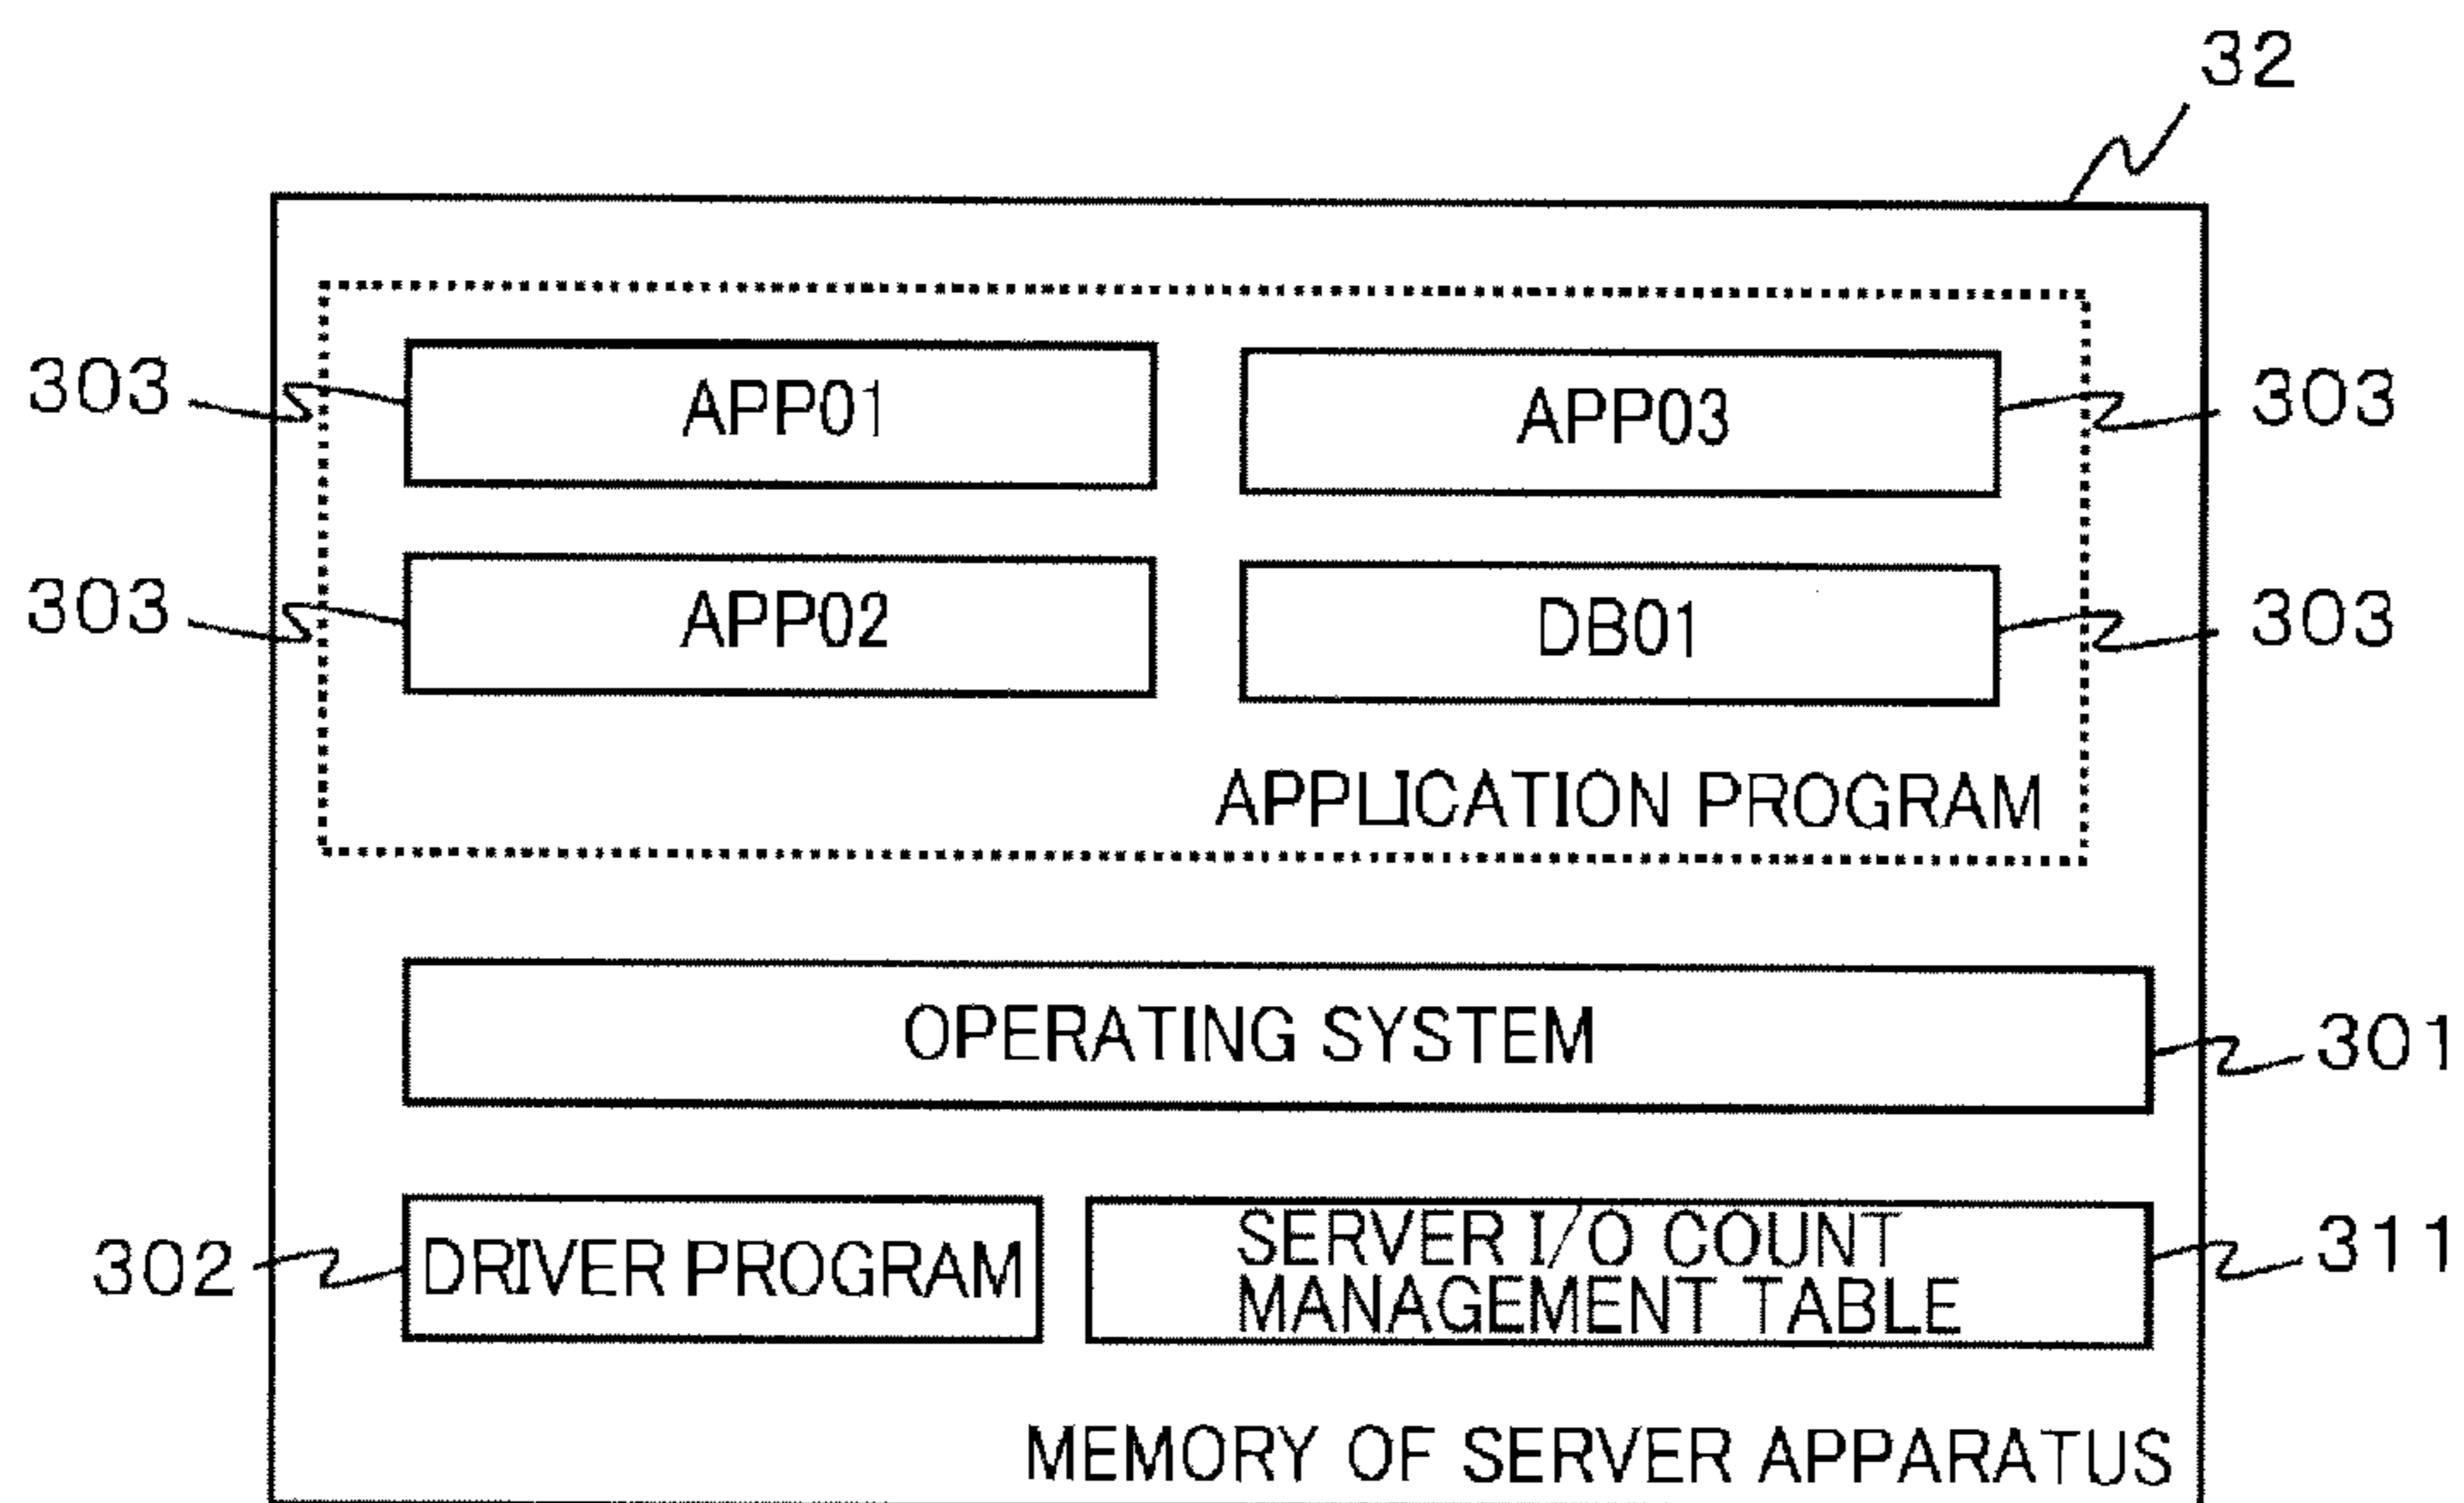 32
303 APP01 APP03 303
303 APP02 DB01 303
APPLICATION PROGRAM
OPERATING SYSTEM 301
302 DRIVER PROGRAM
SERVER I/O COUNT
MANAGEMENT TABLE
311
MEMORY OF SERVER APPARATUS